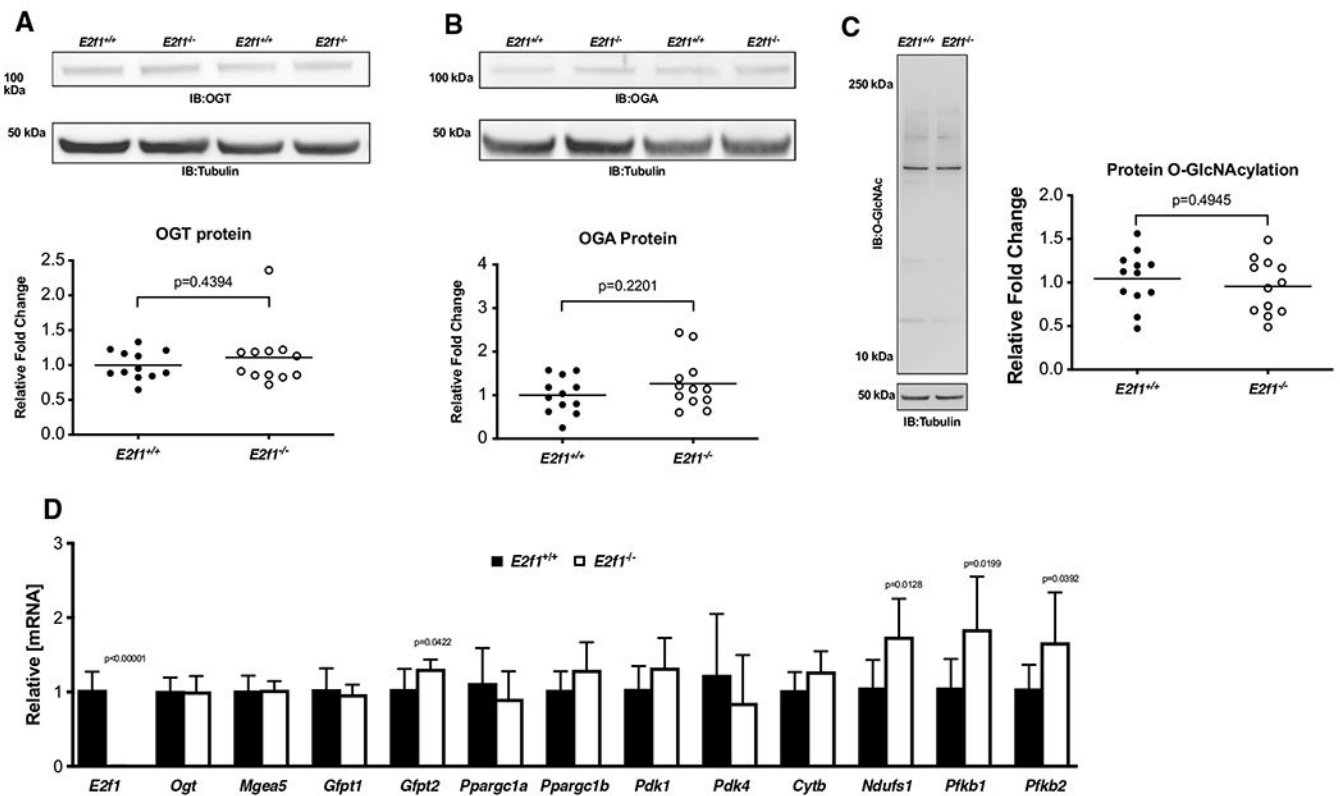 A
E2f1+/+ E2f1-/- E2f1+/+ E2f1-/-
100
kDa
IB:OGT
50 kDa
IB:Tubulin
OGT protein
Relative Fold Change
2.5
2.0
1.5
1.0
0.5
0.0
p=0.4394
E2f1+/+ E2f1-/-
B
E2f1+/+ E2f1-/- E2f1+/+ E2f1-/-
100 kDa
IB:OGA
50 kDa
IB:Tubulin
OGA Protein
Relative Fold Change
4
3
2
1
0
p=0.2201
E2f1+/+ E2f1-/-
C
E2f1+/+ E2f1-/-
250 kDa
IB:O-GlcNAc
10 kDa
50 kDa
IB:Tubulin
Protein O-GlcNAcylation
Relative Fold Change
2.0
1.5
1.0
0.5
0.0
p=0.4945
E2f1+/+ E2f1-/-
D
Relative [mRNA]
3
2
1
0
E2f1+/+ E2f1-/-
p<0.00001
p=0.0422
p=0.0128
p=0.0199
p=0.0392
E2f1 Ogt Mgea5 Gfpt1 Gfpt2 Ppargc1a Ppargc1b Pdk1 Pdk4 Cytb Ndufs1 Pfkb1 Pfkb2